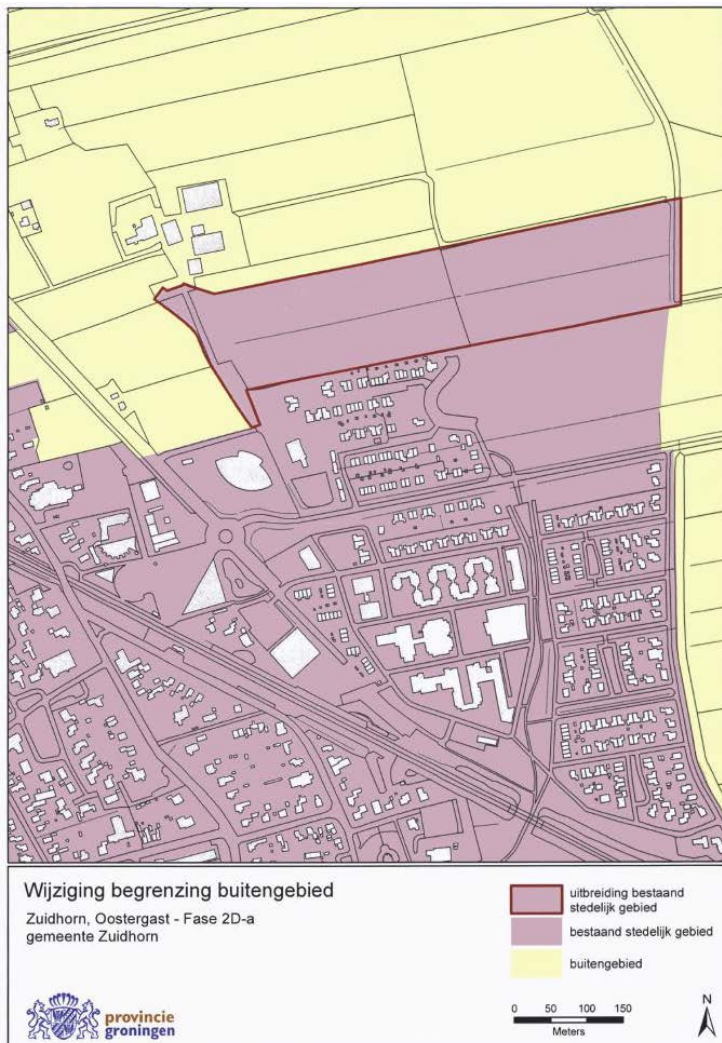 Wijziging begrenzing buitengebied
Zuidhorn, Oostergast - Fase 2D-a
gemeente Zuidhorn
uitbreiding bestaand
stedelijk gebied
bestaand stedelijk gebied
buitengebied
provincie
groningen
0 50 100 150
Meters
N